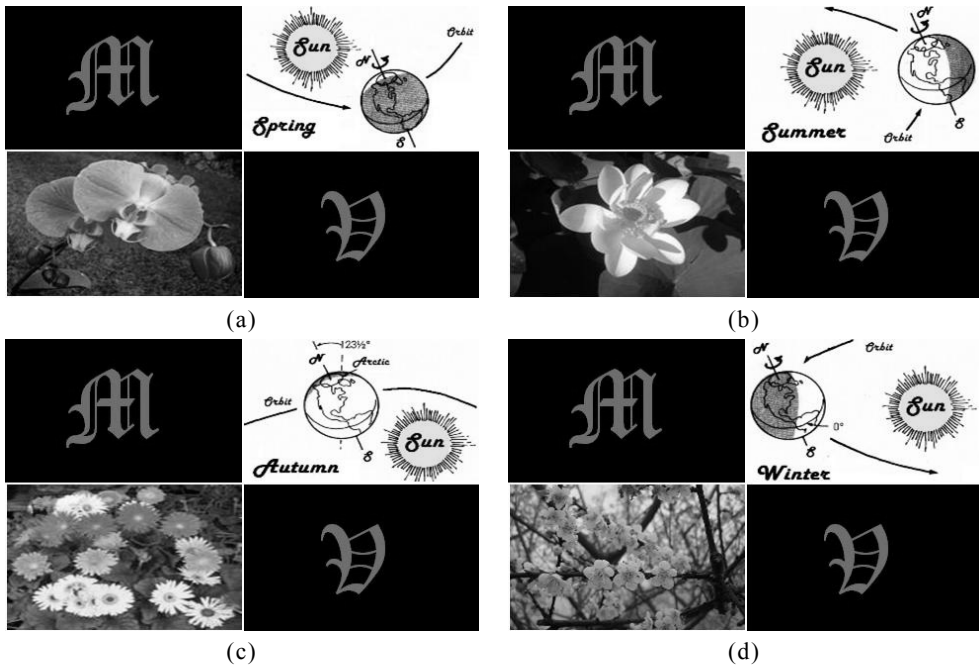 M
Sun
N
Orbit
Spring
S
V
(a)
M
Sun
N
Orbit
Summer
S
V
(b)
M
23½°
N
Arctic
Orbit
Sun
S
Autumn
V
(c)
M
N
Orbit
Sun
0°
S
Winter
V
(d)